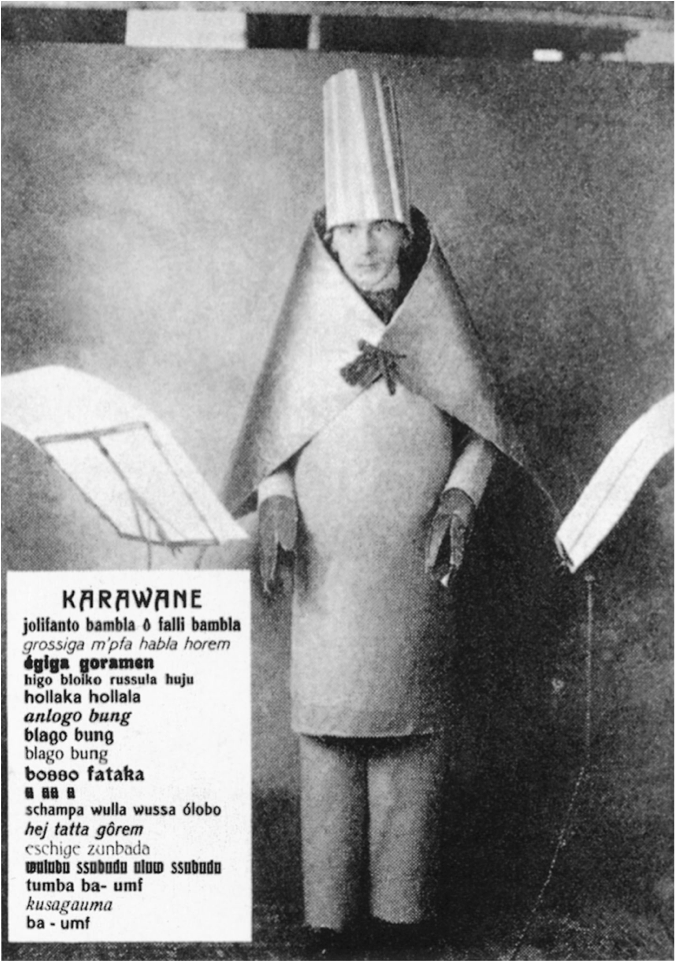 KARAWANE
jolifanto bambla ô falli bambla
grossiga m'pfa habla horem
égiga goramen
higo bloiko russula huju
hollaka hollala
anlogo bung
blago bung
blago bung
bosso fataka
ü üü ü
schampa wulla wussa ólobo
hej tatta gôrem
eschige zunbada
wulubu ssubudu uluw ssubudu
tumba ba- umf
kusagauma
ba - umf